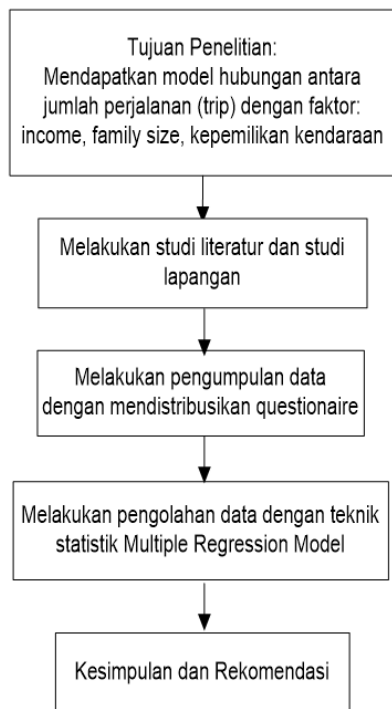 Tujuan Penelitian:
Mendapatkan model hubungan antara
jumlah perjalanan (trip) dengan faktor:
income, family size, kepemilikan kendaraan
Melakukan studi literatur dan studi
lapangan
Melakukan pengumpulan data
dengan mendistribusikan questionaire
Melakukan pengolahan data dengan teknik
statistik Multiple Regression Model
Kesimpulan dan Rekomendasi